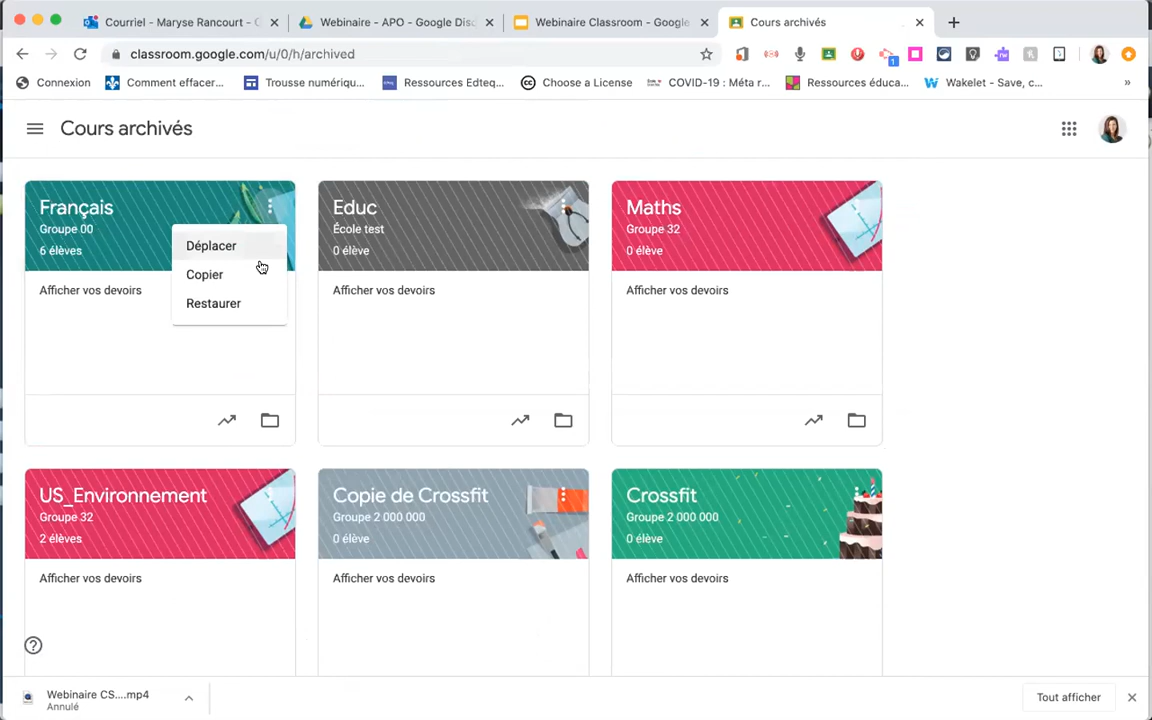 Courriel - Maryse Rancourt - C
Webinaire - APO - Google Disc
Webinaire Classroom - Google
Cours archivés
classroom.google.com/u/0/h/archived
1
Connexion
Comment effacer...
Trousse numériqu...
Ressources Edteq...
Choose a License
COVID-19 : Méta r...
Ressources éduca...
Wakelet - Save, c...
»
Cours archivés
Français
Groupe 00
6 élèves
Déplacer
Copier
Restaurer
Afficher vos devoirs
Educ
École test
0 élève
Afficher vos devoirs
Maths
Groupe 32
0 élève
Afficher vos devoirs
US_Environnement
Groupe 32
2 élèves
Afficher vos devoirs
Copie de Crossfit
Groupe 2 000 000
0 élève
Afficher vos devoirs
Crossfit
Groupe 2 000 000
0 élève
Afficher vos devoirs
Webinaire CS....mp4
Annulé
Tout afficher